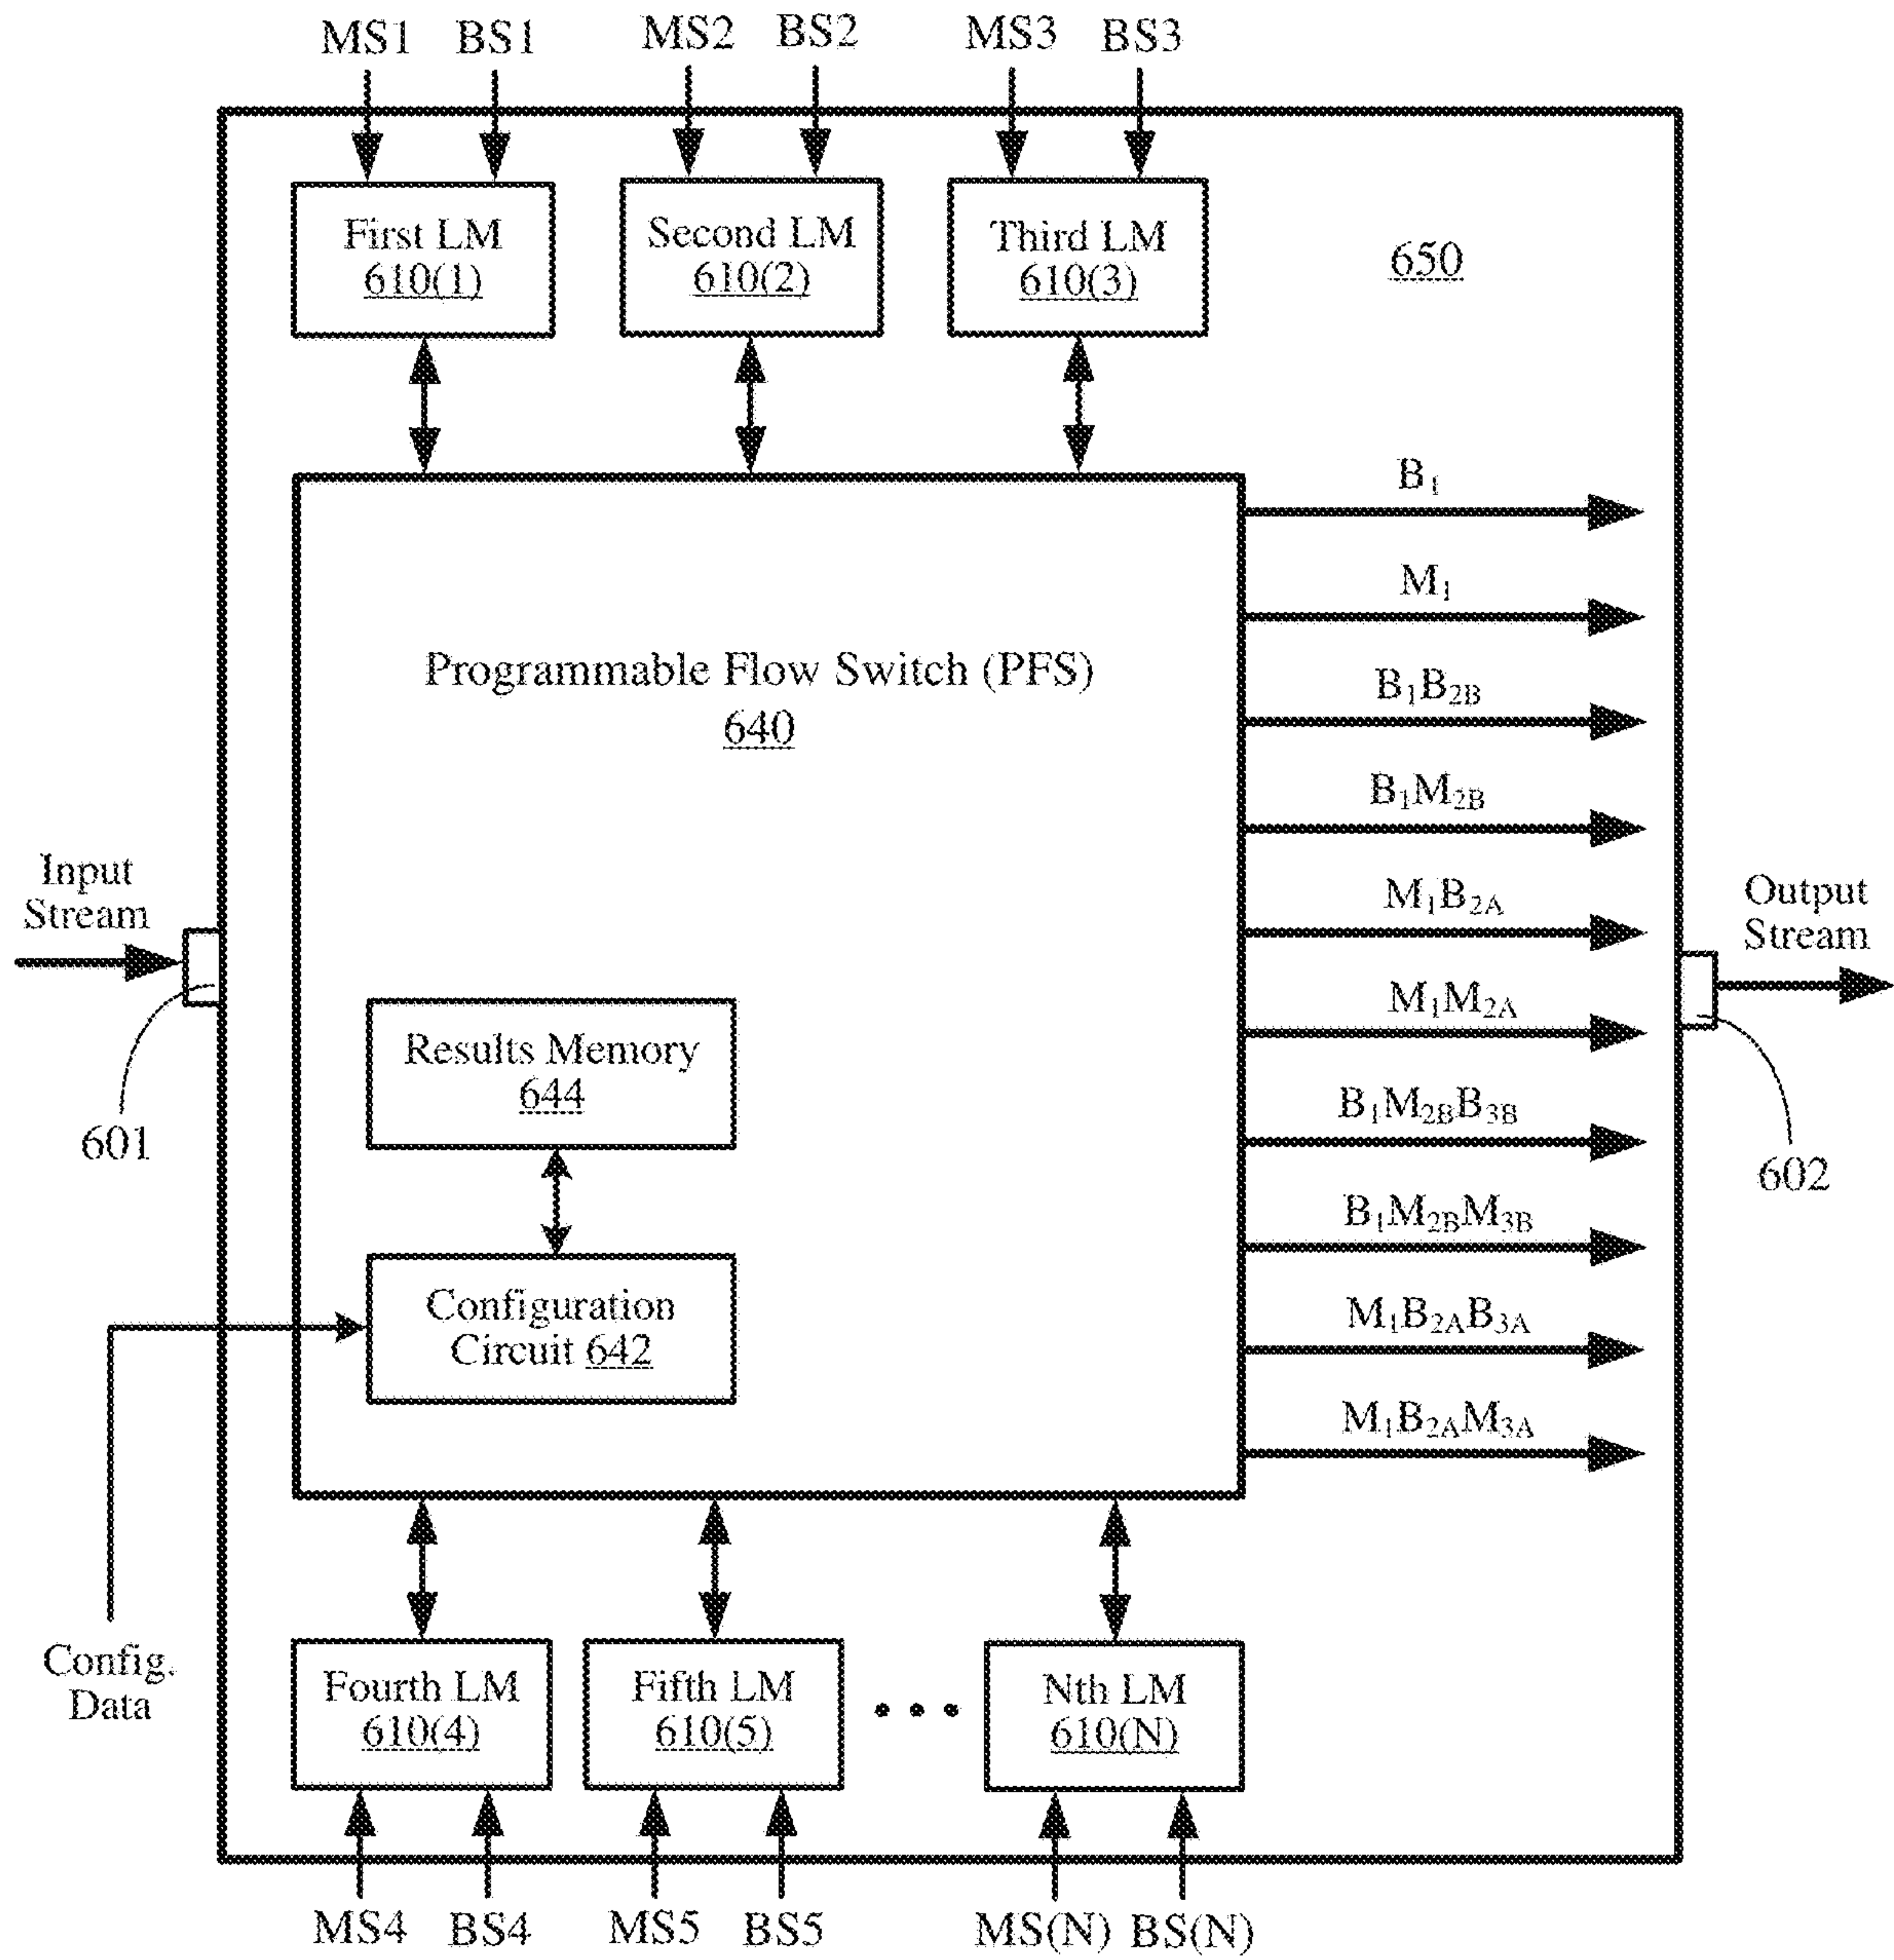 MS1 BS1 MS2 BS2 MS3 BS3
First LM
610(1)
Second LM
610(2)
Third LM
610(3)
650
B1
M1
Programmable Flow Switch (PFS)
640
B1B2B
B1M2B
Input
Stream
M1B2A
Output
Stream
M1M2A
Results Memory
644
601
B1M2BB3B
602
B1M2BM3B
Configuration
Circuit 642
M1B2AB3A
M1B2AM3A
Config.
Data
Fourth LM
610(4)
Fifth LM
610(5)
• • •
Nth LM
610(N)
MS4 BS4 MS5 BS5 MS(N) BS(N)